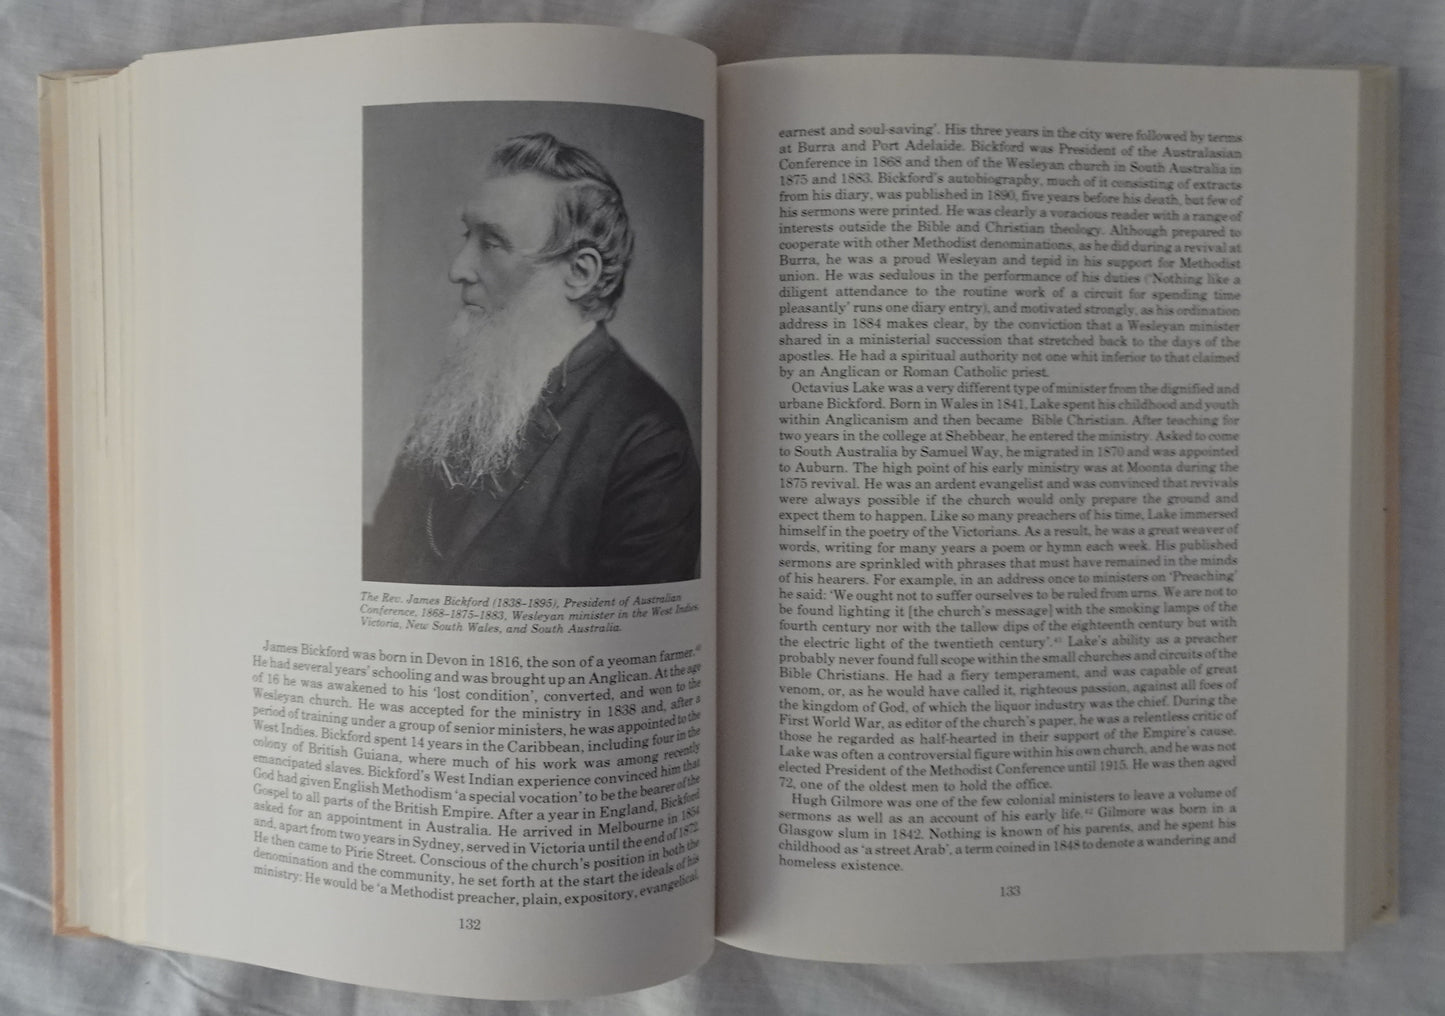 The Rev. James Bickford (1838–1895), President of Australian
Conference, 1868–1875–1883, Wesleyan minister in the West Indies,
Victoria, New South Wales, and South Australia.
James Bickford was born in Devon in 1816, the son of a yeoman farmer.
He had several years' schooling and was brought up an Anglican. At the age
of 16 he was awakened to his 'lost condition', converted, and won to the
Wesleyan church. He was accepted for the ministry in 1838 and, after a
period of training under a group of senior ministers, he was appointed to the
West Indies. Bickford spent 14 years in the Caribbean, including four in the
colony of British Guiana, where much of his work was among recently
emancipated slaves. Bickford's West Indian experience convinced him that
God had given English Methodism 'a special vocation' to be the bearer of the
Gospel to all parts of the British Empire. After a year in England, Bickford
asked for an appointment in Australia. He arrived in Melbourne in 1854
and, apart from two years in Sydney, served in Victoria until the end of 1872.
He then came to Pirie Street. Conscious of the church's position in both the
denomination and the community, he set forth at the start the ideals of his
ministry: He would be 'a Methodist preacher, plain, expository, evangelical,
132
earnest and soul-saving'. His three years in the city were followed by terms
at Burra and Port Adelaide. Bickford was President of the Australasian
Conference in 1868 and then of the Wesleyan church in South Australia in
1875 and 1883. Bickford's autobiography, much of it consisting of extracts
from his diary, was published in 1890, five years before his death, but few of
his sermons were printed. He was clearly a voracious reader with a range of
interests outside the Bible and Christian theology. Although prepared to
cooperate with other Methodist denominations, as he did during a revival at
Burra, he was a proud Wesleyan and tepid in his support for Methodist
union. He was sedulous in the performance of his duties ('Nothing like a
diligent attendance to the routine work of a circuit for spending time
pleasantly' runs one diary entry), and motivated strongly, as his ordination
address in 1884 makes clear, by the conviction that a Wesleyan minister
shared in a ministerial succession that stretched back to the days of the
apostles. He had a spiritual authority not one whit inferior to that claimed
by an Anglican or Roman Catholic priest.
Octavius Lake was a very different type of minister from the dignified and
urbane Bickford. Born in Wales in 1841, Lake spent his childhood and youth
within Anglicanism and then became Bible Christian. After teaching for
two years in the college at Shebbear, he entered the ministry. Asked to come
to South Australia by Samuel Way, he migrated in 1870 and was appointed
to Auburn. The high point of his early ministry was at Moonta during the
1875 revival. He was an ardent evangelist and was convinced that revivals
were always possible if the church would only prepare the ground and
expect them to happen. Like so many preachers of his time, Lake immersed
himself in the poetry of the Victorians. As a result, he was a great weaver of
words, writing for many years a poem or hymn each week. His published
sermons are sprinkled with phrases that must have remained in the minds
of his hearers. For example, in an address once to ministers on 'Preaching'
he said: 'We ought not to suffer ourselves to be ruled from urns. We are not to
be found lighting it [the church's message] with the smoking lamps of the
fourth century nor with the tallow dips of the eighteenth century but with
the electric light of the twentieth century'.⁴¹ Lake's ability as a preacher
probably never found full scope within the small churches and circuits of the
Bible Christians. He had a fiery temperament, and was capable of great
venom, or, as he would have called it, righteous passion, against all foes of
the kingdom of God, of which the liquor industry was the chief. During the
First World War, as editor of the church's paper, he was a relentless critic of
those he regarded as half-hearted in their support of the Empire's cause.
Lake was often a controversial figure within his own church, and he was not
elected President of the Methodist Conference until 1915. He was then aged
72, one of the oldest men to hold the office.
Hugh Gilmore was one of the few colonial ministers to leave a volume of
sermons as well as an account of his early life.⁴² Gilmore was born in a
Glasgow slum in 1842. Nothing is known of his parents, and he spent his
childhood as 'a street Arab', a term coined in 1848 to denote a wandering and
homeless existence.
133